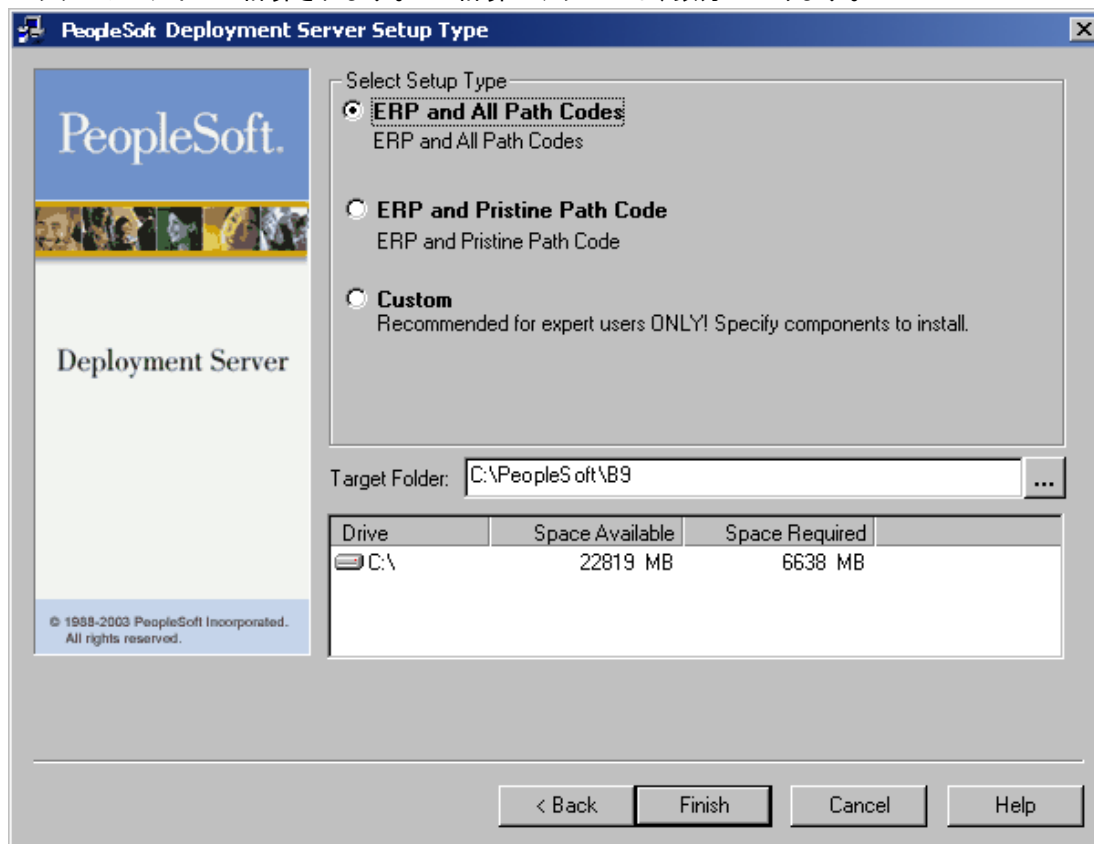 PeopleSoft Deployment Server Setup Type
PeopleSoft.
Deployment Server
© 1988-2003 PeopleSoft Incorporated.
All rights reserved.
Select Setup Type
ERP and All Path Codes
ERP and All Path Codes
ERP and Pristine Path Code
ERP and Pristine Path Code
Custom
Recommended for expert users ONLY! Specify components to install.
Target Folder: C:\PeopleSoft\B9 ...
Drive Space Available Space Required
C:\ 22819 MB 6638 MB
< Back Finish Cancel Help